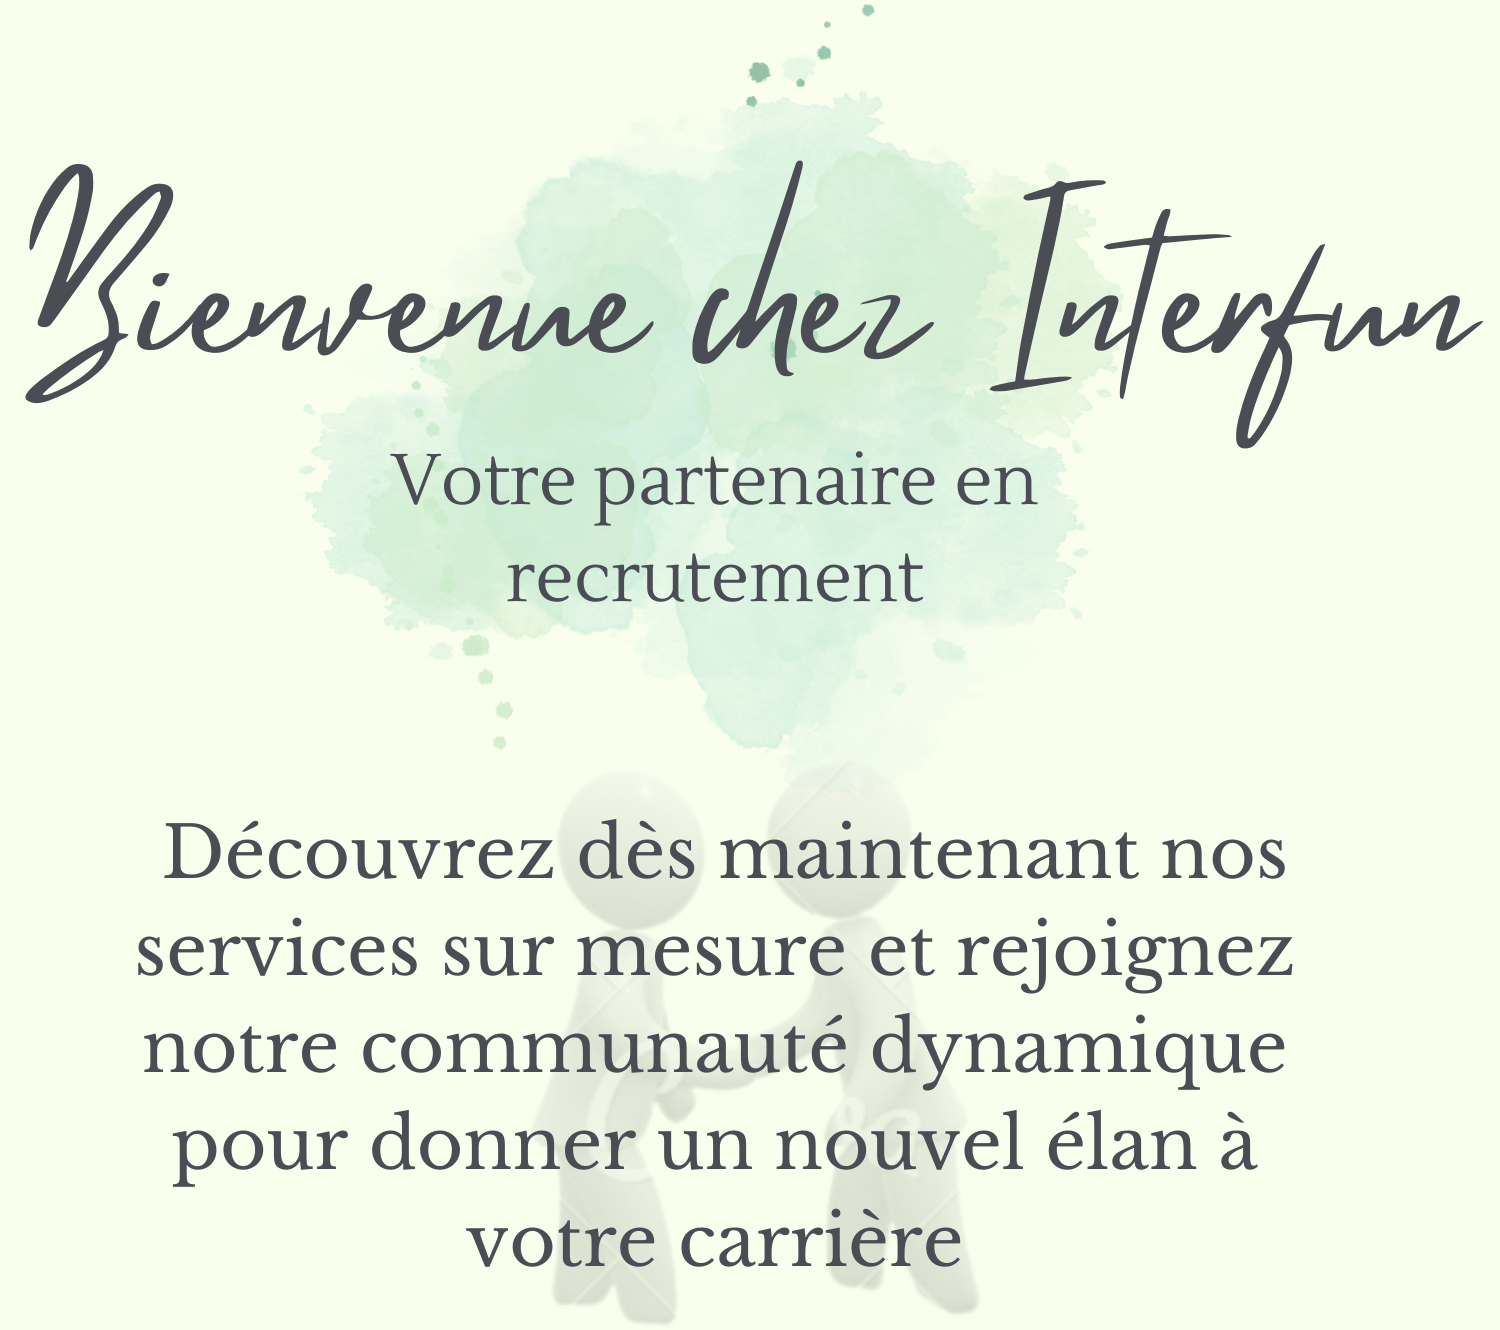 Bienvenue chez Interfun
Votre partenaire en
recrutement
Découvrez dès maintenant nos
services sur mesure et rejoignez
notre communauté dynamique
pour donner un nouvel élan à
votre carrière